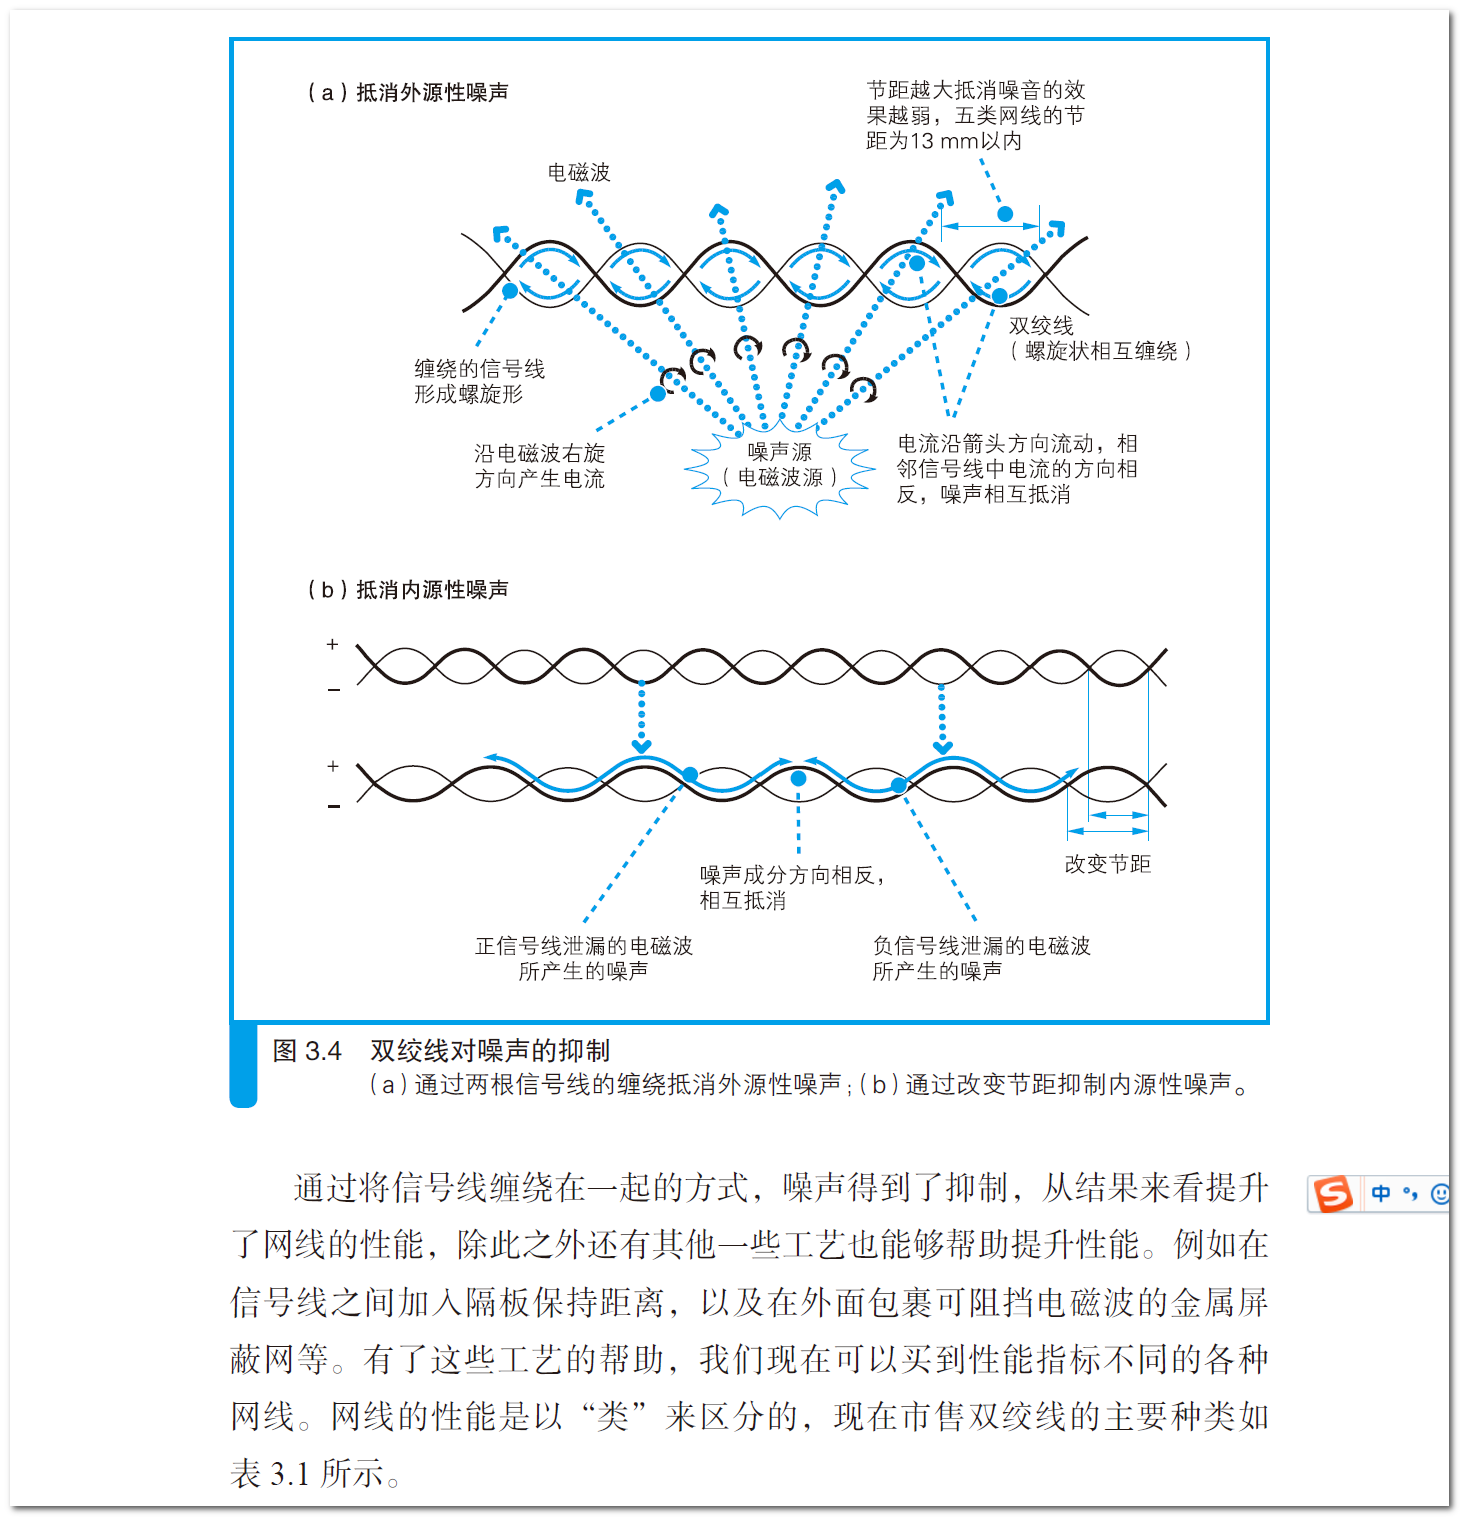 （a）抵消外源性噪声
节距越大抵消噪音的效
果越弱，五类网线的节
距为13 mm以内
电磁波
双绞线
（螺旋状相互缠绕）
缠绕的信号线
形成螺旋形
沿电磁波右旋
方向产生电流
噪声源
（电磁波源）
电流沿箭头方向流动，相
邻信号线中电流的方向相
反，噪声相互抵消
（b）抵消内源性噪声
+
−
+
−
改变节距
噪声成分方向相反，
相互抵消
正信号线泄漏的电磁波
所产生的噪声
负信号线泄漏的电磁波
所产生的噪声
图 3.4 双绞线对噪声的抑制
（a）通过两根信号线的缠绕抵消外源性噪声；（b）通过改变节距抑制内源性噪声。
通过将信号线缠绕在一起的方式，噪声得到了抑制，从结果来看提升
了网线的性能，除此之外还有其他一些工艺也能够帮助提升性能。例如在
信号线之间加入隔板保持距离，以及在外面包裹可阻挡电磁波的金属屏
蔽网等。有了这些工艺的帮助，我们现在可以买到性能指标不同的各种
网线。网线的性能是以“类”来区分的，现在市售双绞线的主要种类如
表 3.1 所示。
S 中 °，